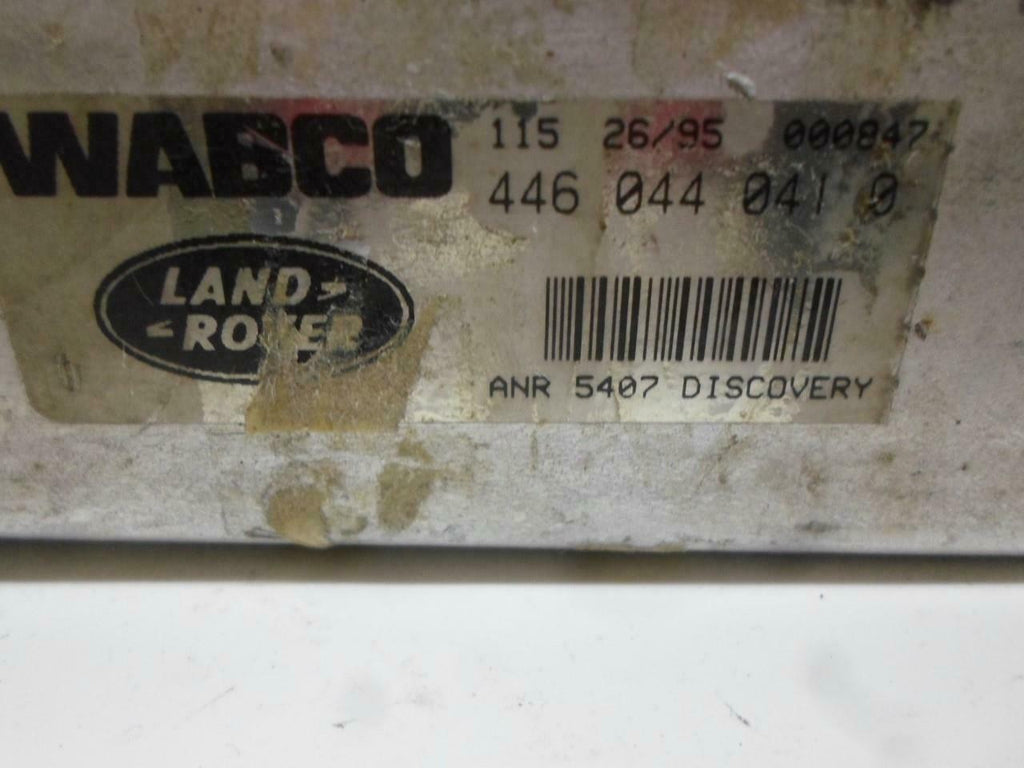 WABCO
115 26/95 000847
446 044 041 0
LAND
ROVER
ANR 5407 DISCOVERY